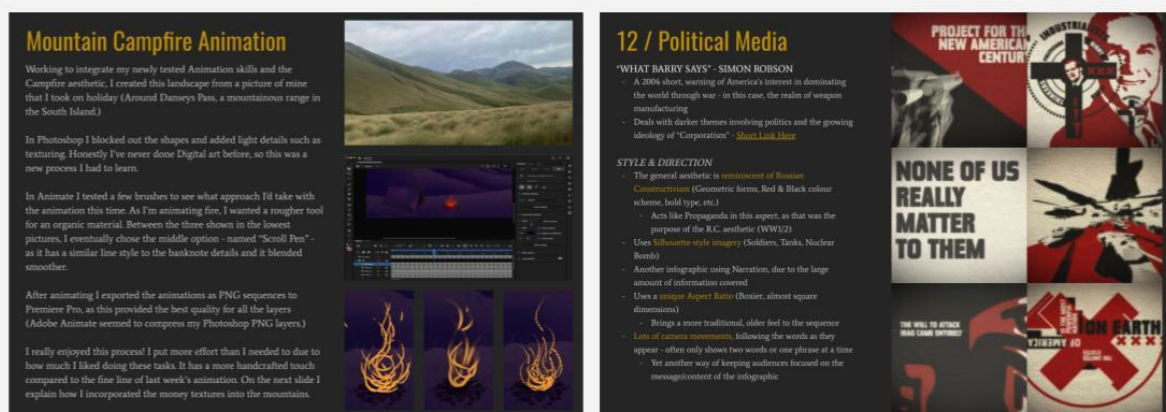 Mountain Campfire Animation
Working to integrate my newly tested Animation skills and the
Campfire aesthetic, I created this landscape from a picture of mine
that I took on holiday (Around Danseys Pass, a mountainous range in
the South Island.)
In Photoshop I blocked out the shapes and added light details such as
texturing. Honestly I've never done Digital art before, so this was a
new process I had to learn.
In Animate I tested a few brushes to see what approach I'd take with
the animation this time. As I'm animating fire, I wanted a rougher tool
for an organic material. Between the three shown in the lowest
pictures, I eventually chose the middle option - named "Scroll Pen" -
as it has a similar line style to the banknote details and it blended
smoother.
After animating I exported the animations as PNG sequences to
Premiere Pro, as this provided the best quality for all the layers
(Adobe Animate seemed to compress my Photoshop PNG layers.)
I really enjoyed this process! I put more effort than I needed to due to
how much I liked doing these tasks. It has a more handcrafted touch
compared to the fine line of last week's animation. On the next slide I
explain how I incorporated the money textures into the mountains.
12 / Political Media
"WHAT BARRY SAYS" - SIMON ROBSON
- A 2004 short, warning of America's interest in dominating
the world through war - in this case, the realm of weapon
manufacturing
- Deals with darker themes involving politics and the growing
ideology of "Corporatism" - Short Link Here
STYLE & DIRECTION
- The general aesthetic is reminiscent of Russian
Constructivism (Geometric forms, Red & Black colour
scheme, bold type, etc.)
- Acts like Propaganda in this aspect, as that was the
purpose of the R.C. aesthetic (WW1/2)
- Uses Silhouette-style imagery (Soldiers, Tanks, Nuclear
Bomb)
- Another infographic using Narration, due to the large
amount of information covered
- Uses a unique Aspect Ratio (Boxier, almost square
dimensions)
- Brings a more traditional, older feel to the sequence
- Lots of camera movements, following the words as they
appear - often only shows two words or one phrase at a time
- Yet another way of keeping audiences focused on the
message/content of the infographic
PROJECT FOR TH
NEW AMERICAN
CENTUR
INDUSTRIALIS
XXX
NONE OF US
REALLY
MATTER
TO THEM
THE WILL TO ATTACK
IRAQ CAME ENTIRELY
ON EARTH